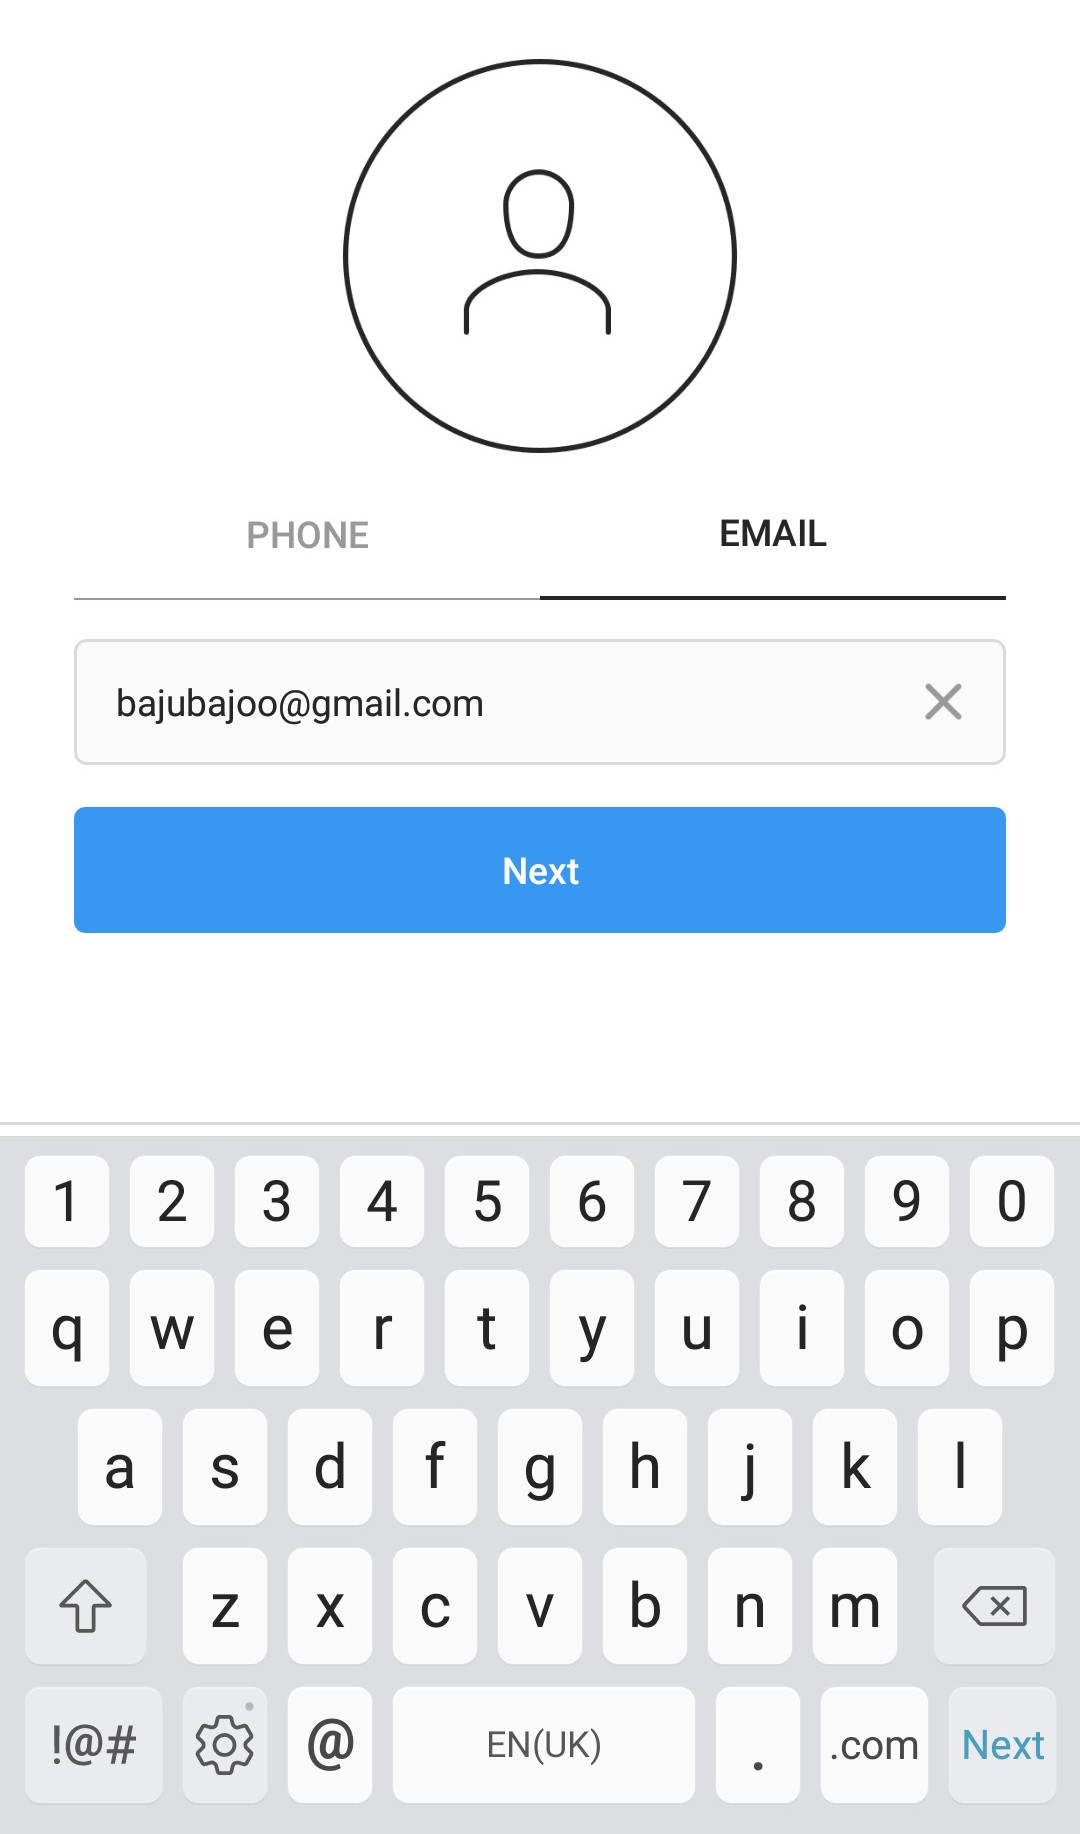 PHONE EMAIL
bajubajoo@gmail.com
Next
1 2 3 4 5 6 7 8 9 0
q w e r t y u i o p
a s d f g h j k l
z x c v b n m
!@# @ EN(UK) . .com Next